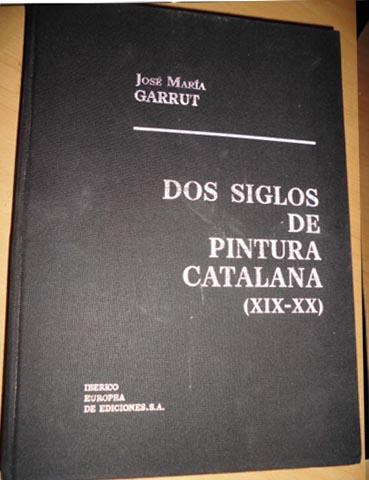 JOSÉ MARÍA
GARRUT
DOS SIGLOS
DE
PINTURA
CATALANA
(XIX-XX)
IBERICO
EUROPEA
DE EDICIONES.S.A.